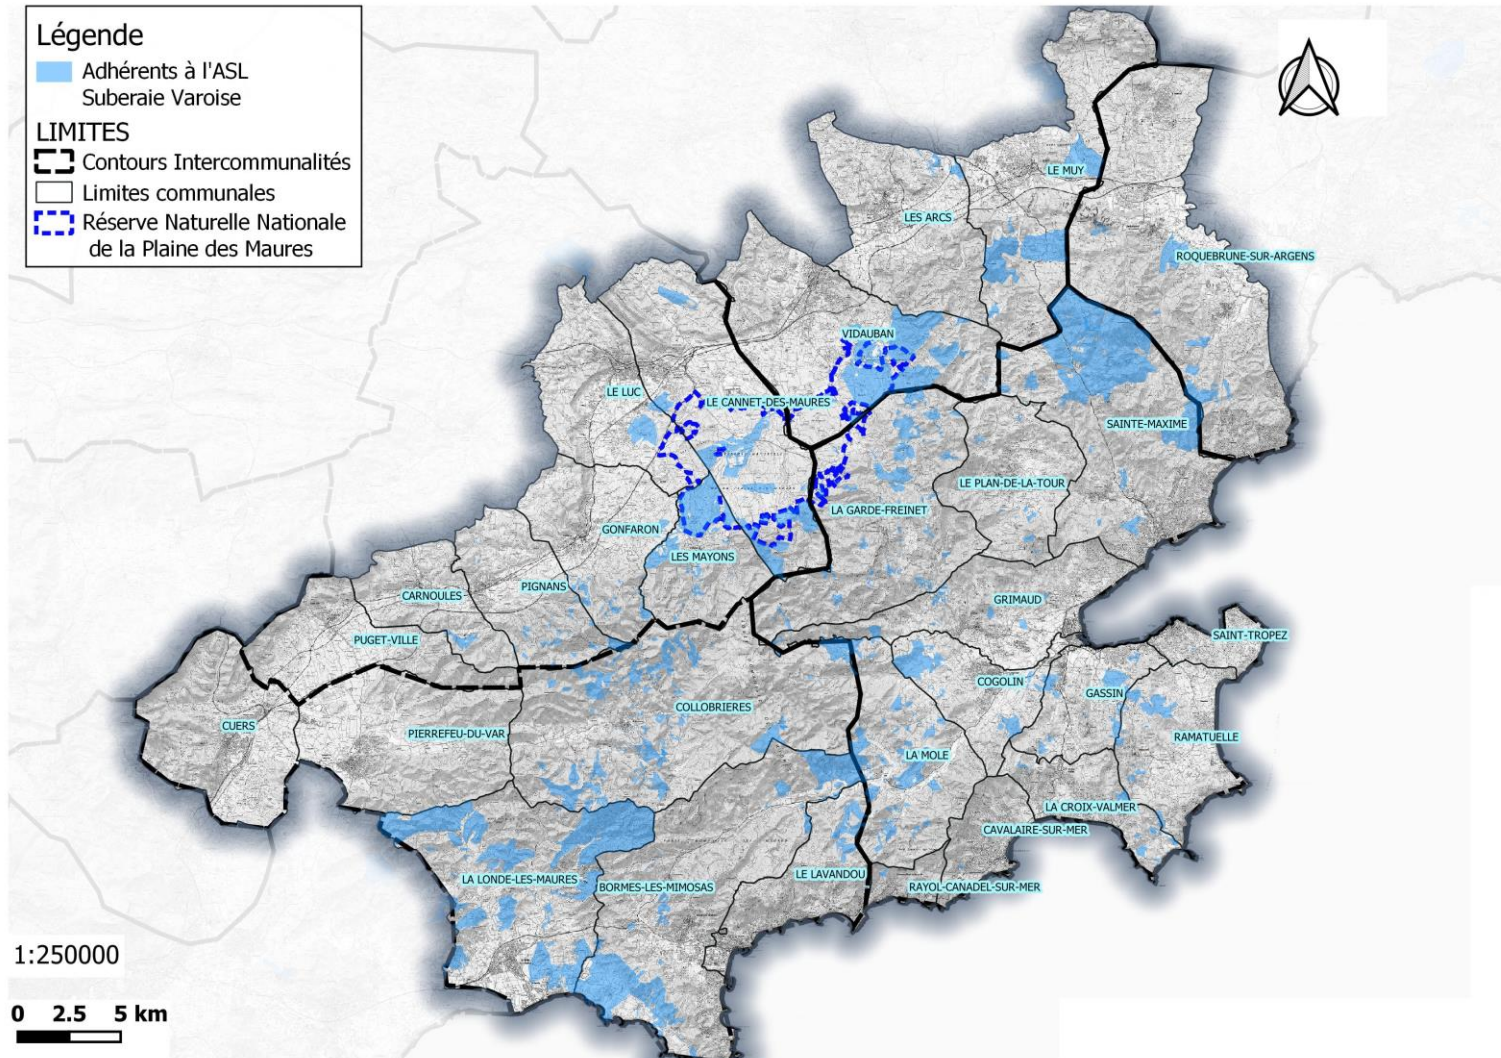 Légende
Adhérents à l'ASL
Suberaie Varoise
LIMITES
Contours Intercommunalités
Limites communales
Réserve Naturelle Nationale
de la Plaine des Maures
LE MUY
LES ARCS
ROQUEBRUNE-SUR-ARGENS
VIDAUBAN
LE LUC
LE CANNET-DES-MAURES
SAINTE-MAXIME
LE PLAN-DE-LA-TOUR
LA GARDE-FREINET
GONFARON
LES MAYONS
PIGNANS
CARNOULES
GRIMAUD
PUGET-VILLE
SAINT-TROPEZ
COGOLIN
GASSIN
COLLOBRIERES
CUERS
PIERREFEU-DU-VAR
RAMATUELLE
LA MOLE
LA CROIX-VALMER
CAVALAIRE-SUR-MER
LE LAVANDOU
LA LONDE-LES-MAURES
BORMES-LES-MIMOSAS
RAYOL-CANADEL-SUR-MER
1:250000
0 2.5 5 km